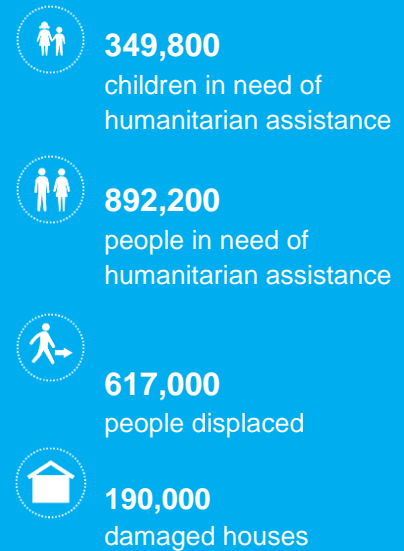 349,800
children in need of
humanitarian assistance
892,200
people in need of
humanitarian assistance
617,000
people displaced
190,000
damaged houses